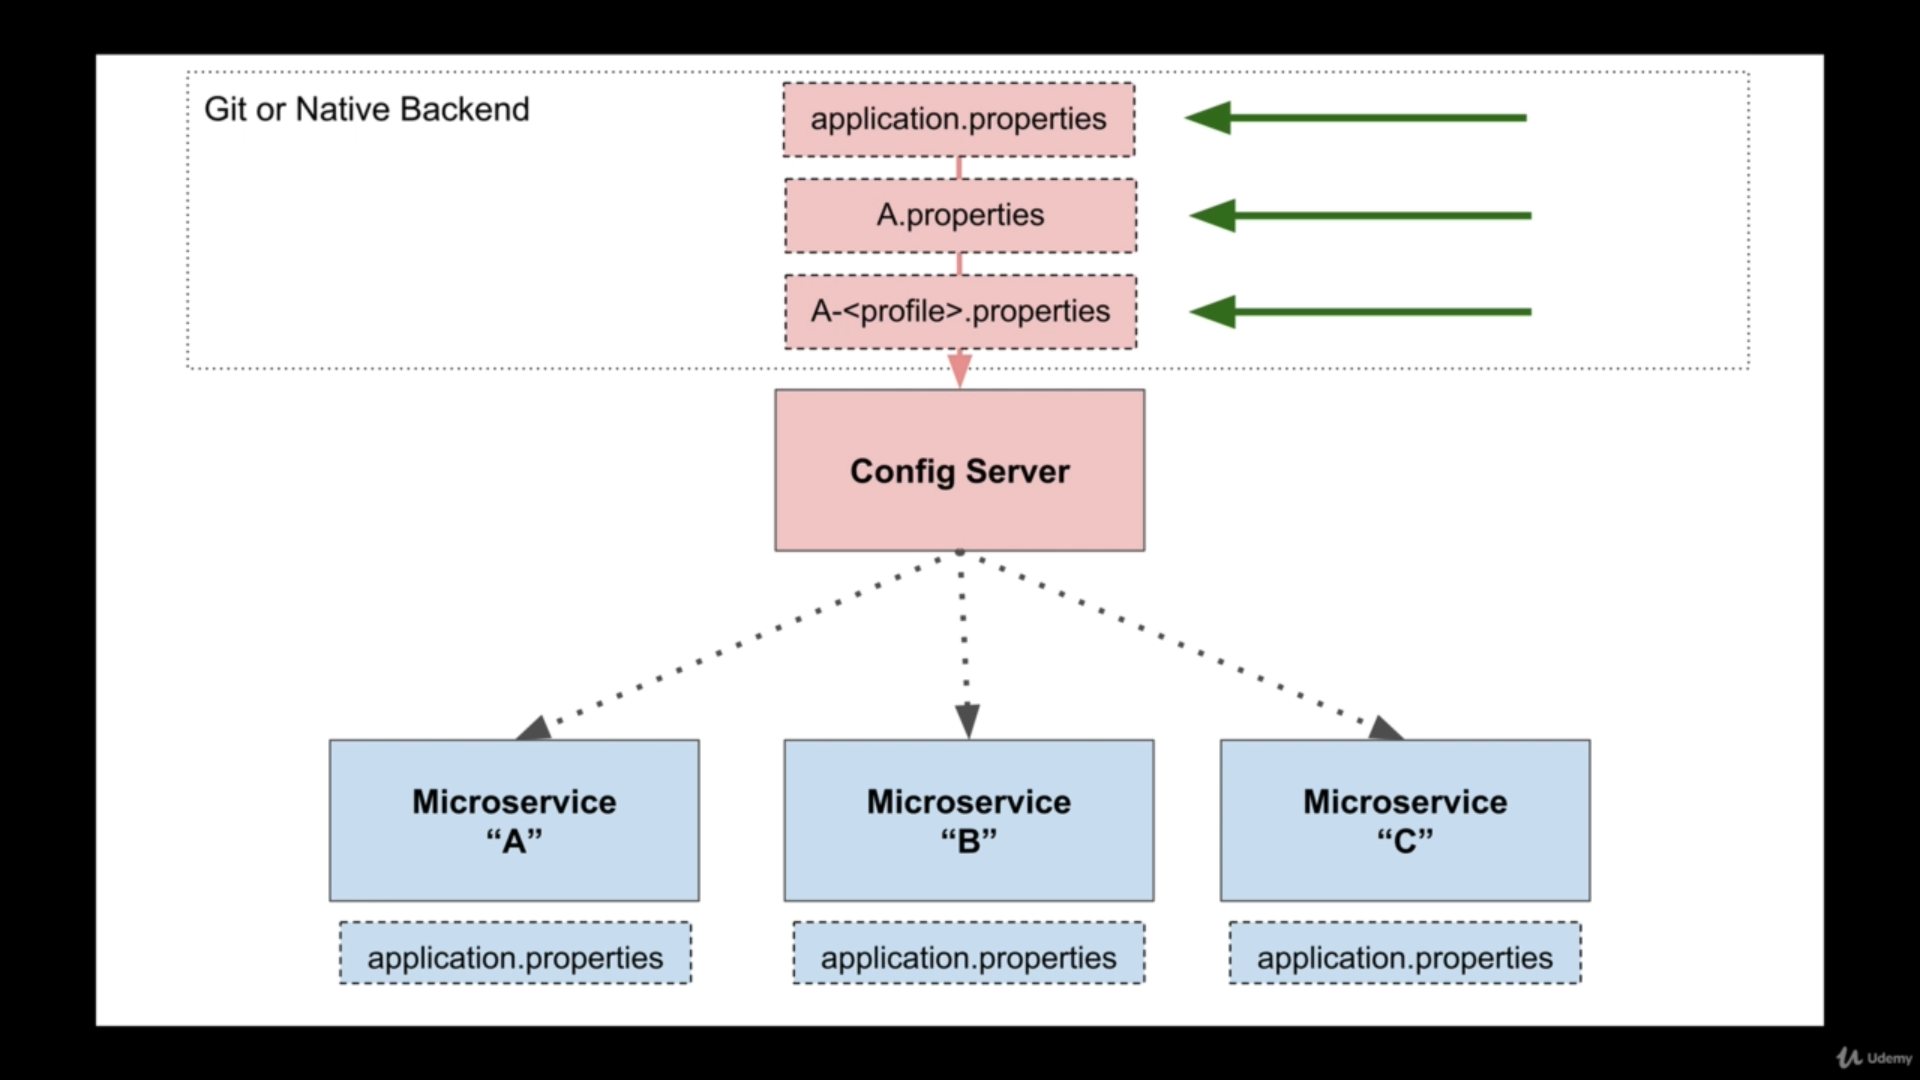 Git or Native Backend
application.properties
A.properties
A-<profile>.properties
Config Server
Microservice
“A”
Microservice
“B”
Microservice
“C”
application.properties
application.properties
application.properties
Udemy